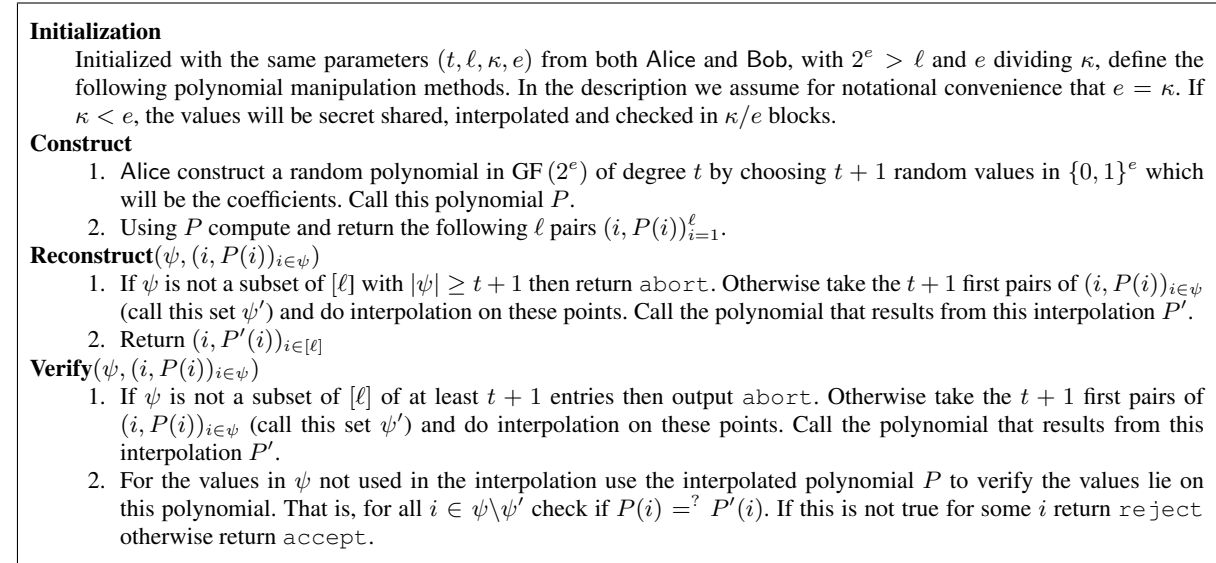 Initialization
Initialized with the same parameters (t, ℓ, κ, e) from both Alice and Bob, with 2^e > ℓ and e dividing κ, define the
following polynomial manipulation methods. In the description we assume for notational convenience that e = κ. If
κ < e, the values will be secret shared, interpolated and checked in κ/e blocks.
Construct
1. Alice construct a random polynomial in GF (2^e) of degree t by choosing t + 1 random values in {0, 1}^e which
will be the coefficients. Call this polynomial P.
2. Using P compute and return the following ℓ pairs (i, P(i))_{i=1}^ℓ.
Reconstruct(ψ, (i, P(i))_{i∈ψ})
1. If ψ is not a subset of [ℓ] with |ψ| ≥ t + 1 then return abort. Otherwise take the t + 1 first pairs of (i, P(i))_{i∈ψ}
(call this set ψ′) and do interpolation on these points. Call the polynomial that results from this interpolation P′.
2. Return (i, P′(i))_{i∈[ℓ]}
Verify(ψ, (i, P(i))_{i∈ψ})
1. If ψ is not a subset of [ℓ] of at least t + 1 entries then output abort. Otherwise take the t + 1 first pairs of
(i, P(i))_{i∈ψ} (call this set ψ′) and do interpolation on these points. Call the polynomial that results from this
interpolation P′.
2. For the values in ψ not used in the interpolation use the interpolated polynomial P to verify the values lie on
this polynomial. That is, for all i ∈ ψ\ψ′ check if P(i) =^? P′(i). If this is not true for some i return reject
otherwise return accept.